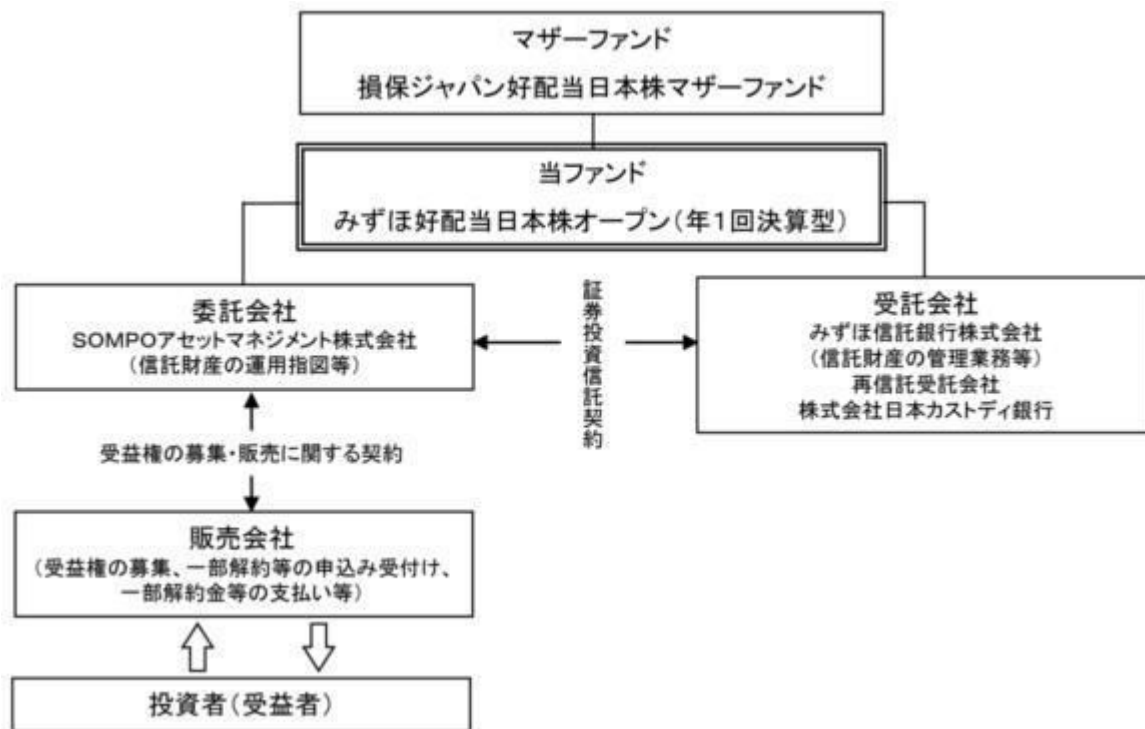 マザーファンド
損保ジャパン好配当日本株マザーファンド
当ファンド
みずほ好配当日本株オープン(年1回決算型)
委託会社
SOMPOアセットマネジメント株式会社
(信託財産の運用指図等)
証券投資信託契約
受託会社
みずほ信託銀行株式会社
(信託財産の管理業務等)
再信託受託会社
株式会社日本カストディ銀行
受益権の募集・販売に関する契約
販売会社
(受益権の募集、一部解約等の申込み受付け、
一部解約金等の支払い等)
投資者(受益者)